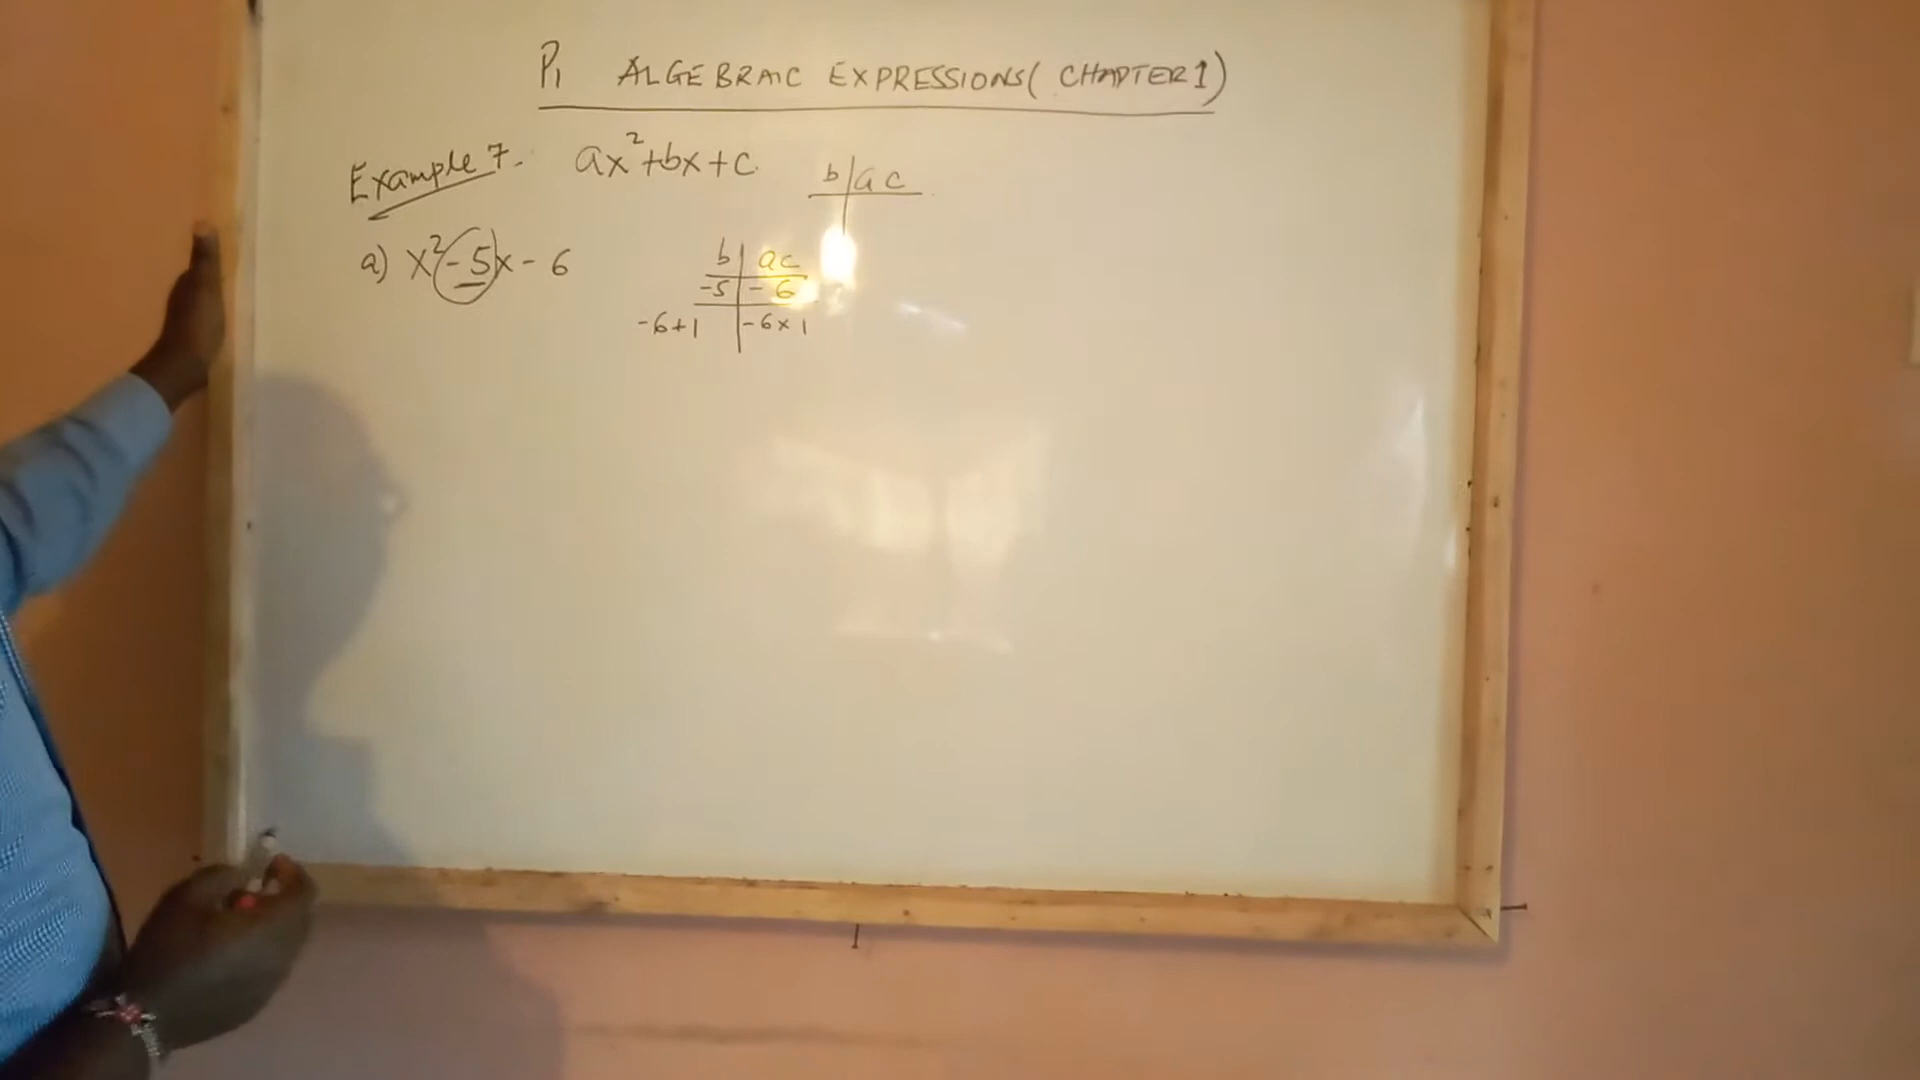 P1 ALGEBRAIC EXPRESSIONS( CHAPTER 1)
Example 7. ax²+bx+c
b | ac
a) x²-5x-6
b | ac
-5 | -6
-6+1 | -6×1